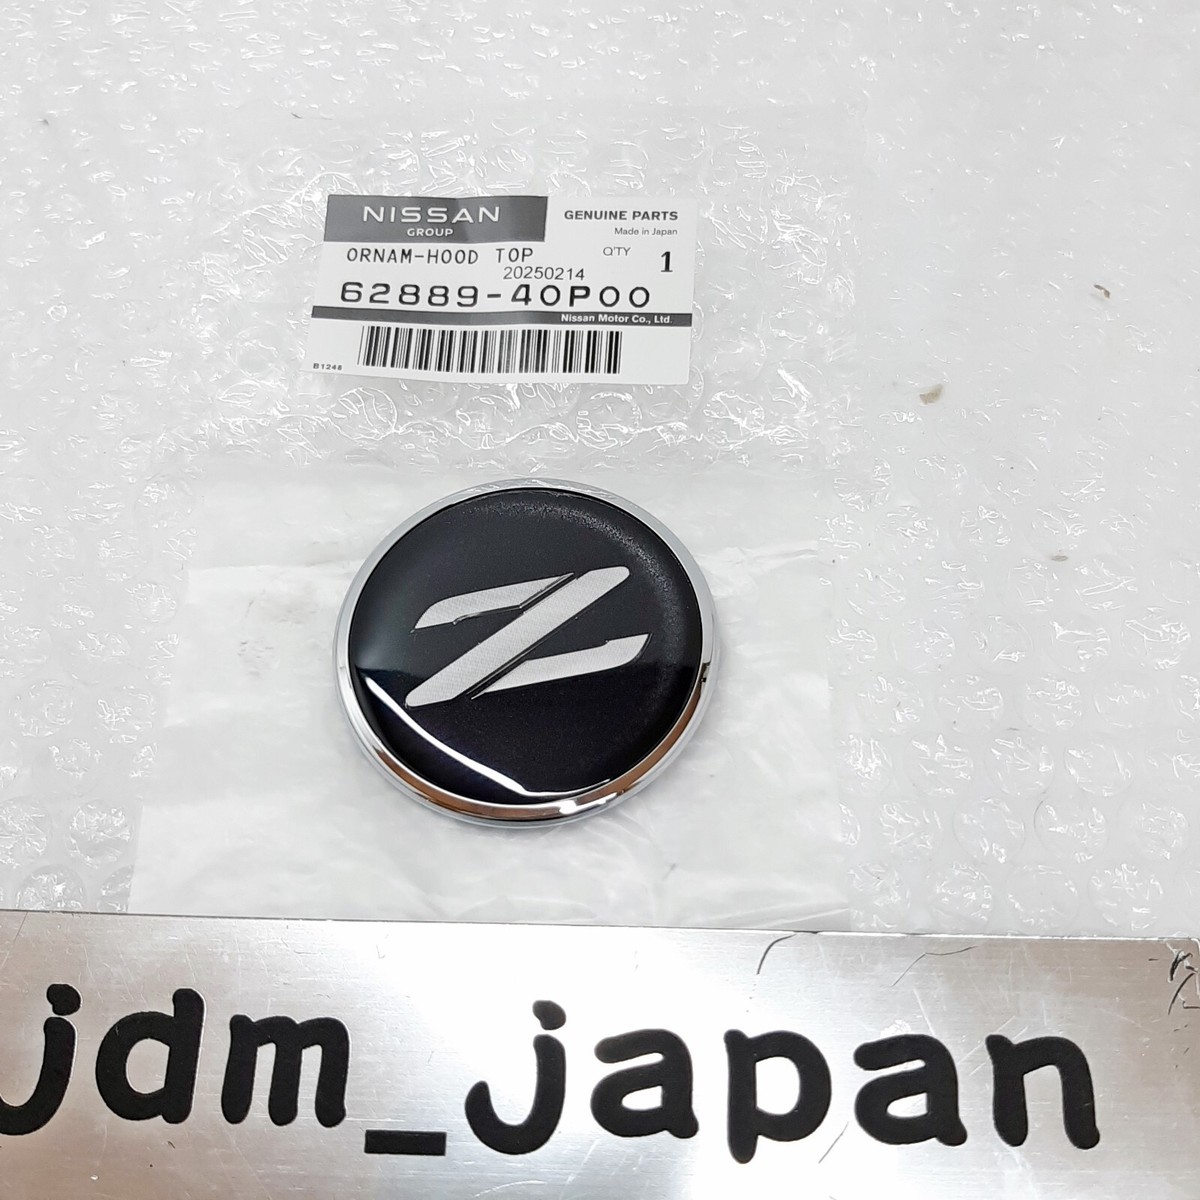 NISSAN
GROUP
GENUINE PARTS
Made in Japan
ORNAM-HOOD TOP
Q'TY 1
20250214
62889-40P00
Nissan Motor Co., Ltd.
B1248
Z
jdm_japan